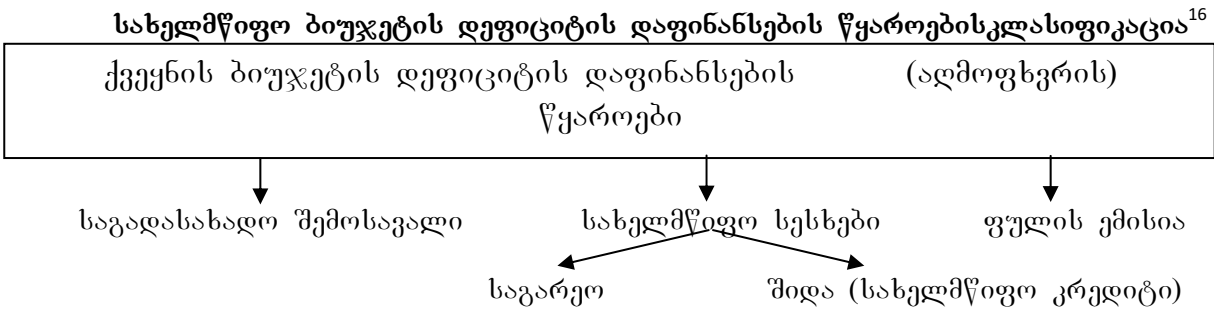 სახელმწიფო ბიუჯეტის დეფიციტის დაფინანსების წყაროებისკლასიფიკაცია16
ქვეყნის ბიუჯეტის დეფიციტის დაფინანსების (აღმოფხვრის)
წყაროები
საგადასახადო შემოსავალი სახელმწიფო სესხები ფულის ემისია
საგარეო შიდა (სახელმწიფო კრედიტი)